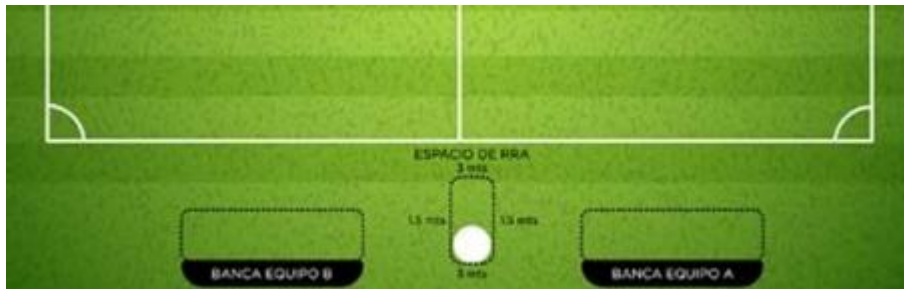 ESPACIO DE RRA
3 mts
1.5 mts
1.5 mts
3 mts
BANCA EQUIPO B
BANCA EQUIPO A